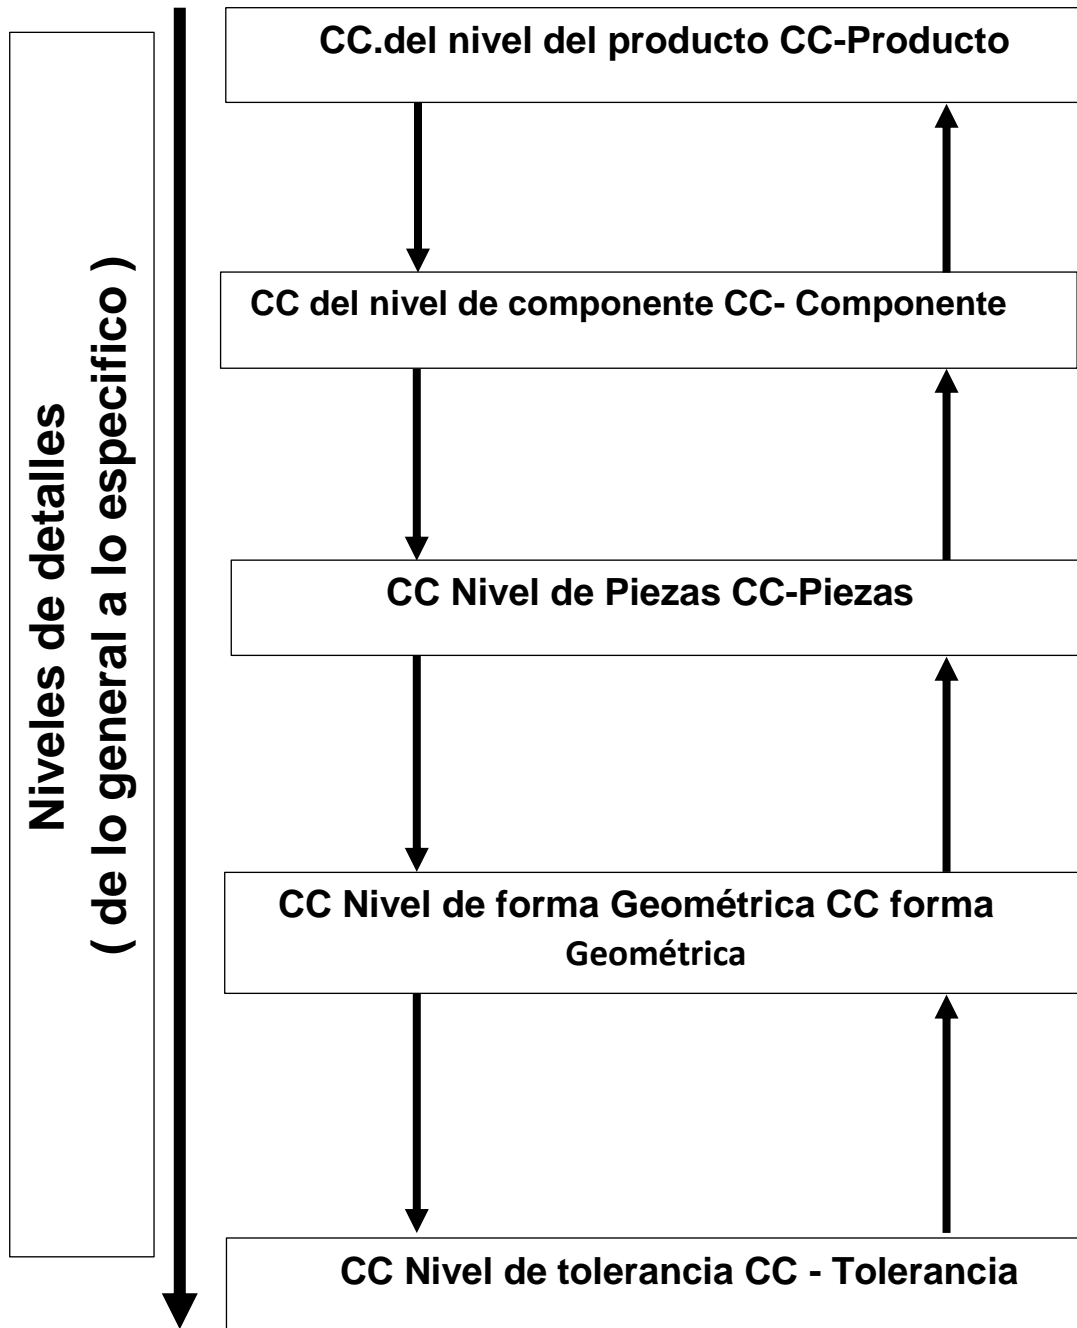 CC.del nivel del producto CC-Producto
CC del nivel de componente CC- Componente
CC Nivel de Piezas CC-Piezas
CC Nivel de forma Geométrica CC forma
Geométrica
CC Nivel de tolerancia CC - Tolerancia
Niveles de detalles
( de lo general a lo especifico )